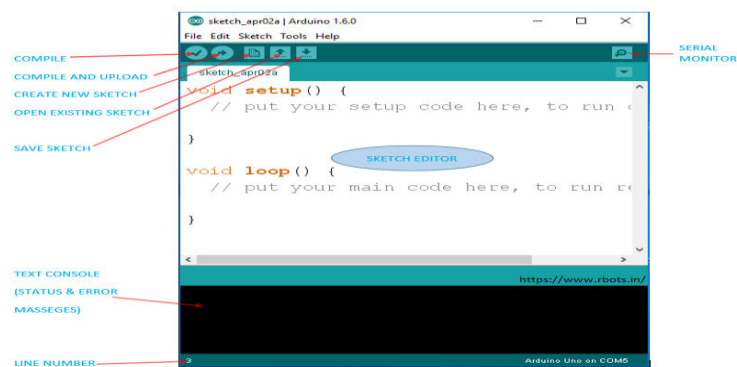 sketch_apr02a | Arduino 1.6.0
File Edit Sketch Tools Help
COMPILE
COMPILE AND UPLOAD
CREATE NEW SKETCH
OPEN EXISTING SKETCH
SAVE SKETCH
SERIAL
MONITOR
sketch_apr02a
void setup() {
// put your setup code here, to run
}
SKETCH EDITOR
void loop() {
// put your main code here, to run re
}
TEXT CONSOLE
(STATUS & ERROR
MASSEGES)
https://www.rbots.in/
LINE NUMBER
3
Arduino Uno on COM5